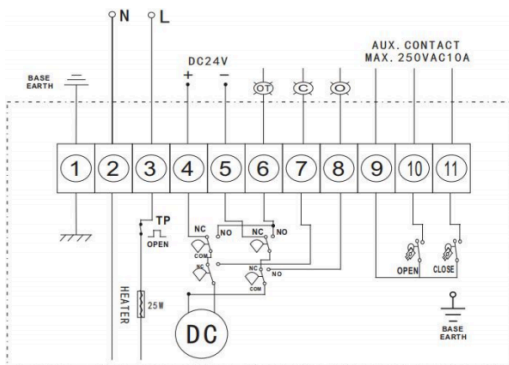 N
L
DC24V
+
-
AUX. CONTACT
MAX. 250VAC10A
BASE
EARTH
OT
C
O
1
2
3
4
5
6
7
8
9
10
11
TP
OPEN
NC
NO
NC
NO
COM
NC
NC
NO
COM
HEATER
25W
DC
OPEN
CLOSE
BASE
EARTH